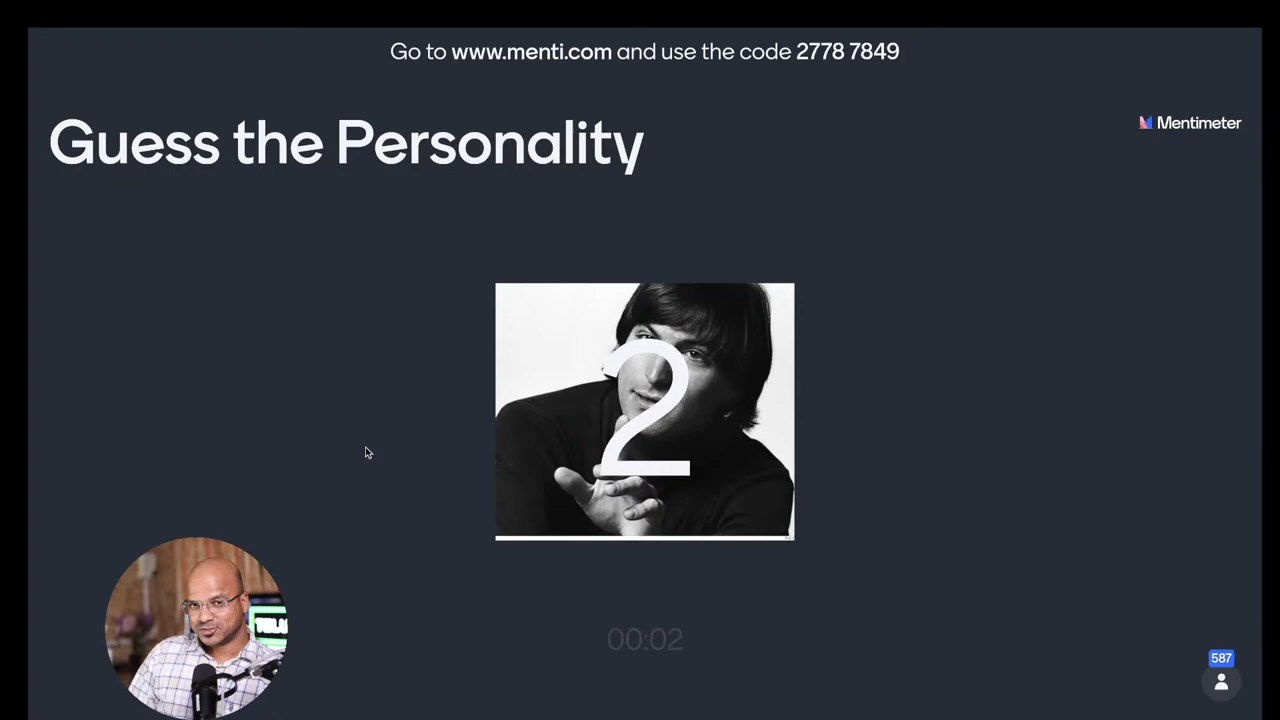 Go to www.menti.com and use the code 2778 7849
Guess the Personality
Mentimeter
2
00:02
587